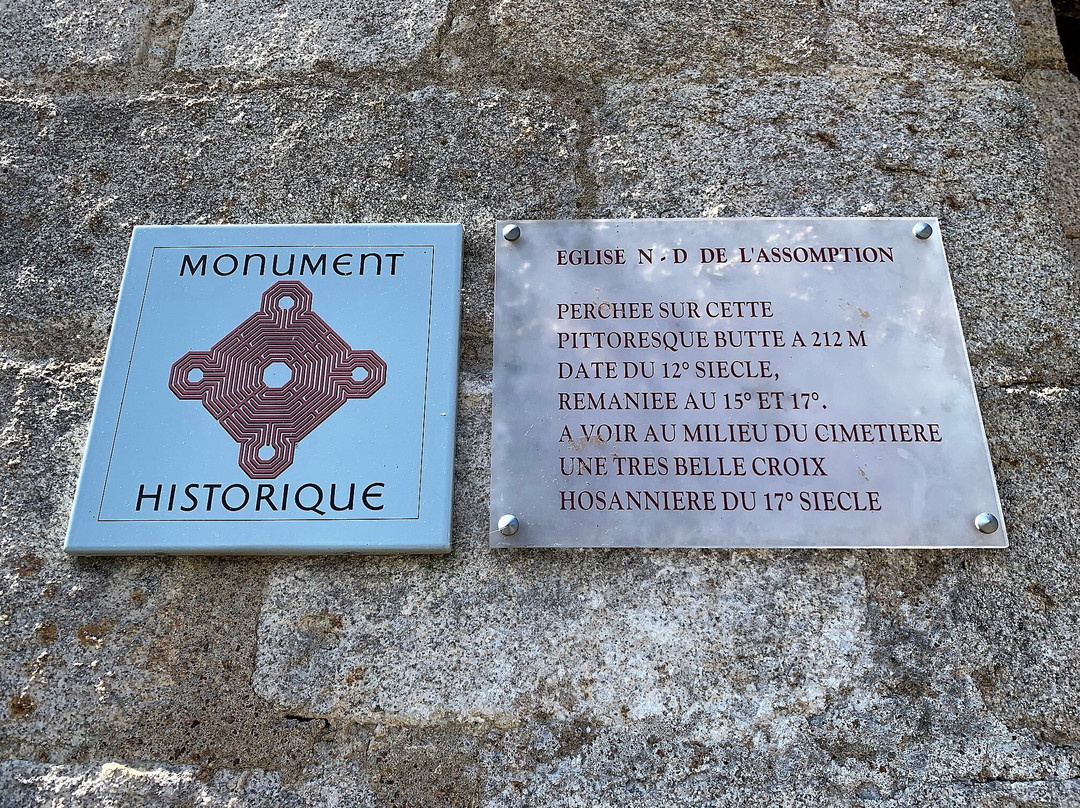 MONUMENT
HISTORIQUE
EGLISE N - D DE L'ASSOMPTION
PERCHEE SUR CETTE
PITTORESQUE BUTTE A 212 M
DATE DU 12° SIECLE,
REMANIEE AU 15° ET 17°.
A VOIR AU MILIEU DU CIMETIERE
UNE TRES BELLE CROIX
HOSANNIERE DU 17° SIECLE